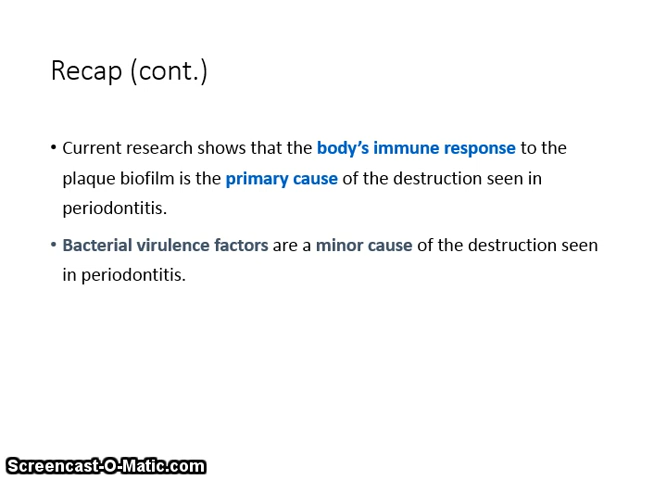 Recap (cont.)
• Current research shows that the body’s immune response to the
plaque biofilm is the primary cause of the destruction seen in
periodontitis.
• Bacterial virulence factors are a minor cause of the destruction seen
in periodontitis.
Screencast-O-Matic.com